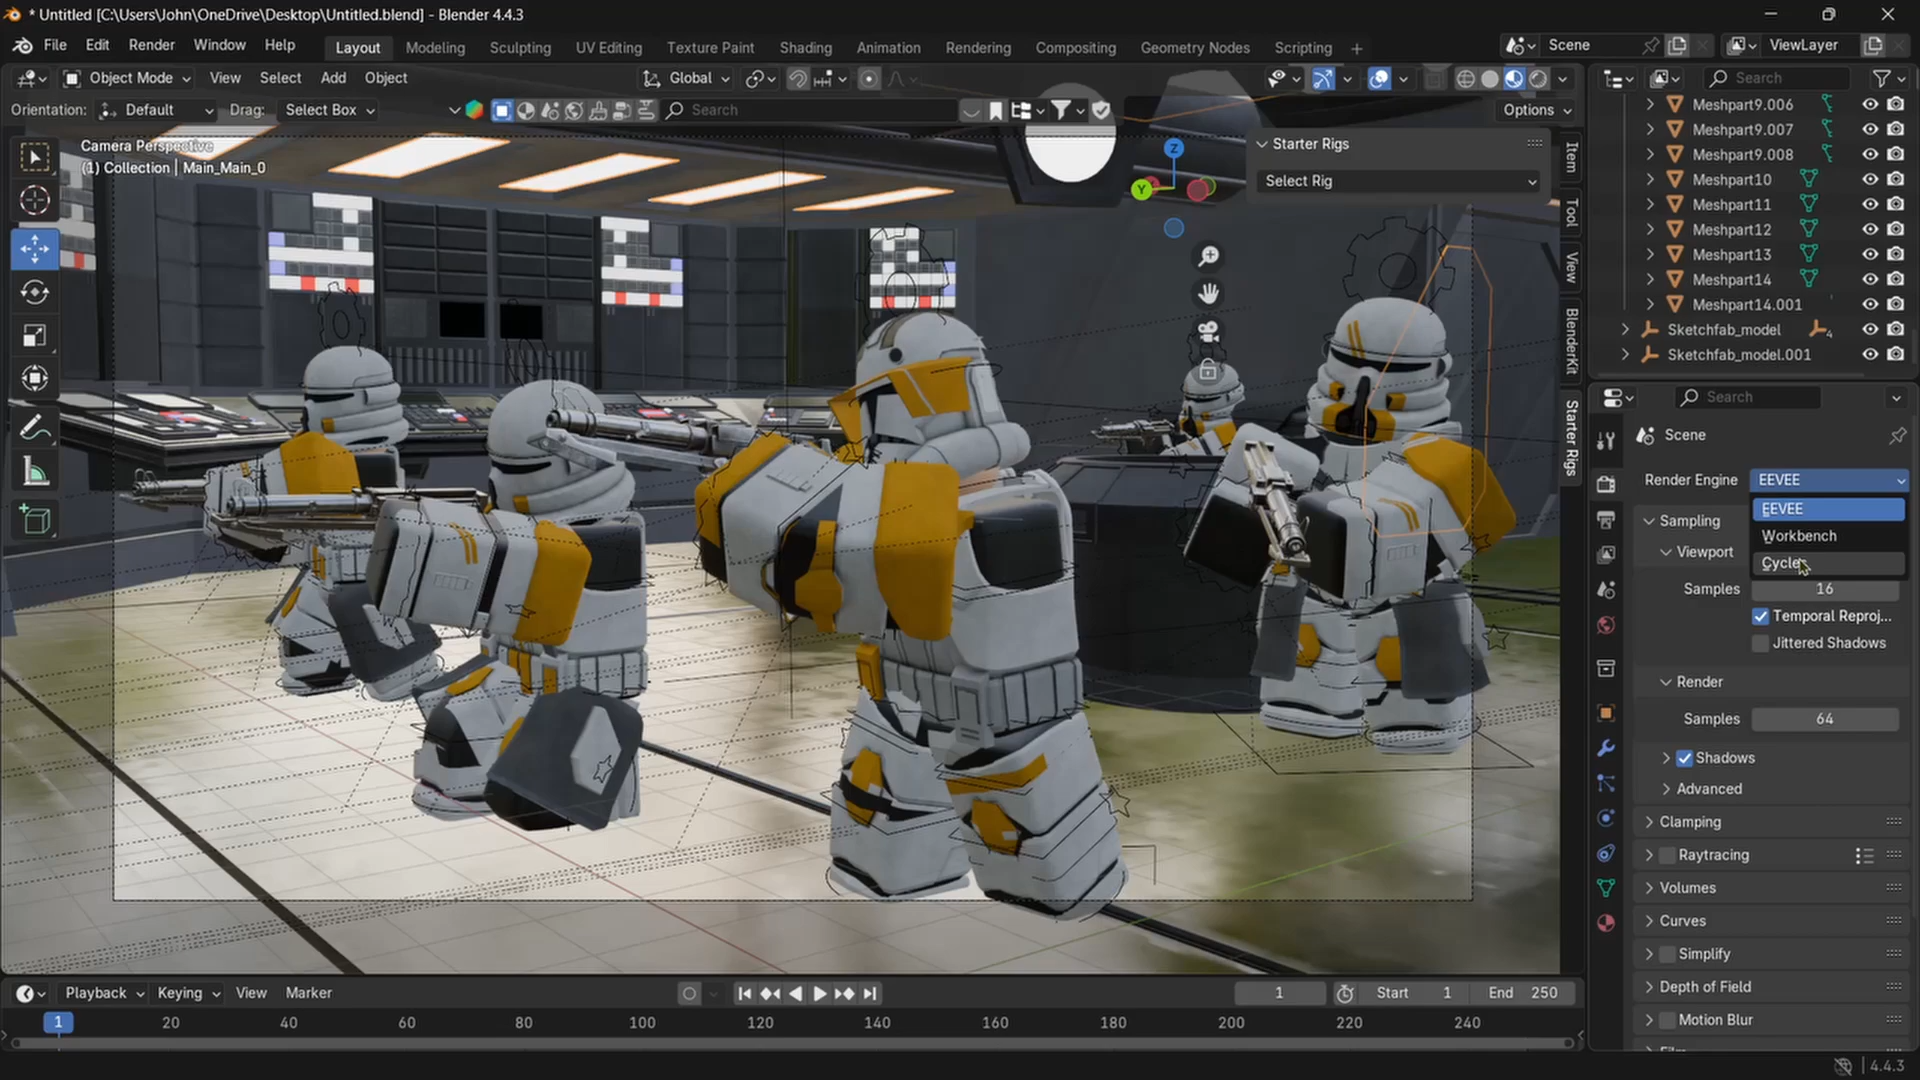 * Untitled [C:\Users\John\OneDrive\Desktop\Untitled.blend] - Blender 4.4.3
File Edit Render Window Help Layout Modeling Sculpting UV Editing Texture Paint Shading Animation Rendering Compositing Geometry Nodes Scripting + Scene ViewLayer
Object Mode View Select Add Object Global Search
Orientation: Default Drag: Select Box Search Options
Camera Perspective
(1) Collection | Main_Main_0
Z
Y
Starter Rigs
Select Rig
Item
Tool
View
BlenderKit
Starter Rigs
Meshpart9.006
Meshpart9.007
Meshpart9.008
Meshpart10
Meshpart11
Meshpart12
Meshpart13
Meshpart14
Meshpart14.001
Sketchfab_model 4
Sketchfab_model.001
Search
Scene
Render Engine EEVEE
EEVEE
Workbench
Cycles
Sampling
Viewport
Samples 16
Temporal Reproj...
Jittered Shadows
Render
Samples 64
Shadows
Advanced
Clamping
Raytracing
Volumes
Curves
Simplify
Depth of Field
Motion Blur
Playback Keying View Marker 1 Start 1 End 250
1 20 40 60 80 100 120 140 160 180 200 220 240
4.4.3